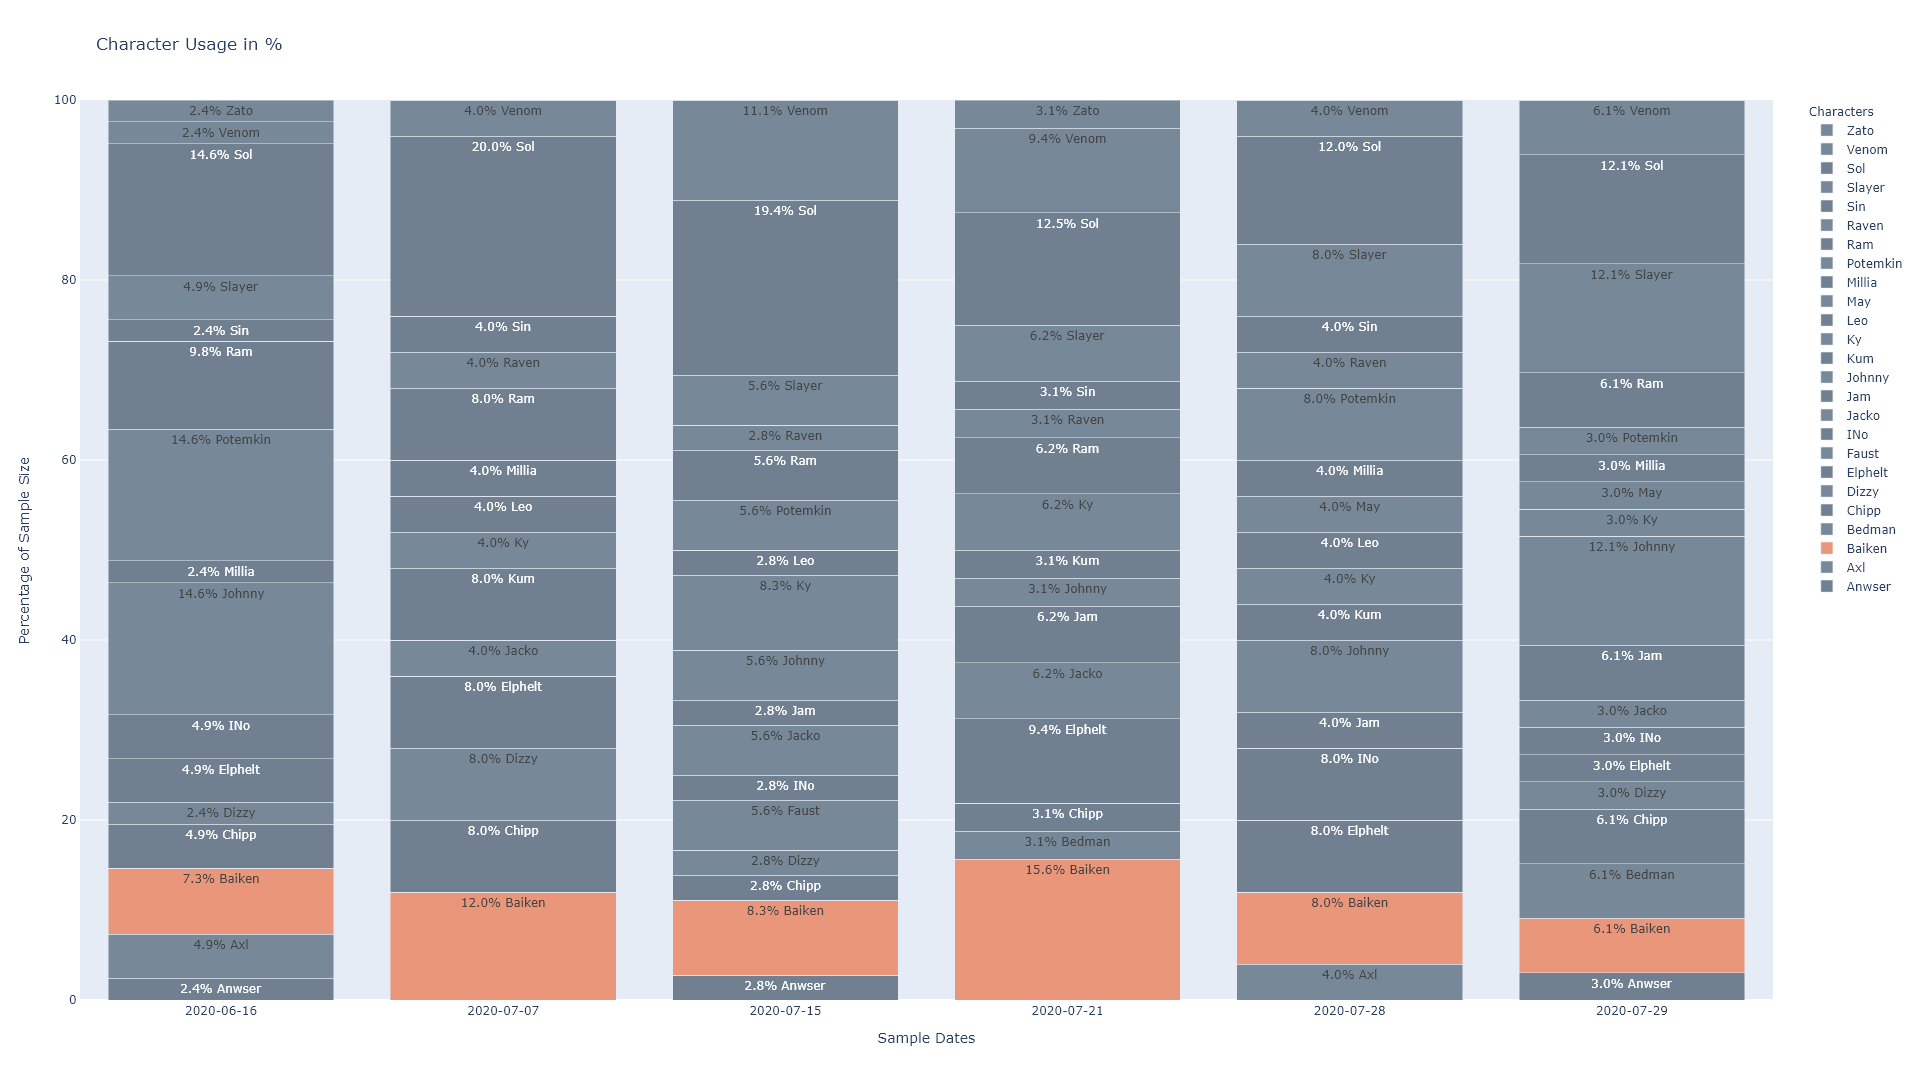 Character Usage in %
Percentage of Sample Size
100
80
60
40
20
0
2.4% Zato
2.4% Venom
14.6% Sol
4.9% Slayer
2.4% Sin
9.8% Ram
14.6% Potemkin
2.4% Millia
14.6% Johnny
4.9% INo
4.9% Elphelt
2.4% Dizzy
4.9% Chipp
7.3% Baiken
4.9% Axl
2.4% Anwser
2020-06-16
4.0% Venom
20.0% Sol
4.0% Sin
4.0% Raven
8.0% Ram
4.0% Millia
4.0% Leo
4.0% Ky
8.0% Kum
4.0% Jacko
8.0% Elphelt
8.0% Dizzy
8.0% Chipp
12.0% Baiken
2020-07-07
11.1% Venom
19.4% Sol
5.6% Slayer
2.8% Raven
5.6% Ram
5.6% Potemkin
2.8% Leo
8.3% Ky
5.6% Johnny
2.8% Jam
5.6% Jacko
2.8% INo
5.6% Faust
2.8% Dizzy
2.8% Chipp
8.3% Baiken
2.8% Anwser
2020-07-15
3.1% Zato
9.4% Venom
12.5% Sol
6.2% Slayer
3.1% Sin
3.1% Raven
6.2% Ram
6.2% Ky
3.1% Kum
3.1% Johnny
6.2% Jam
6.2% Jacko
9.4% Elphelt
3.1% Chipp
3.1% Bedman
15.6% Baiken
2020-07-21
4.0% Venom
12.0% Sol
8.0% Slayer
4.0% Sin
4.0% Raven
8.0% Potemkin
4.0% Millia
4.0% May
4.0% Leo
4.0% Ky
4.0% Kum
8.0% Johnny
4.0% Jam
8.0% INo
8.0% Elphelt
8.0% Baiken
4.0% Axl
2020-07-28
6.1% Venom
12.1% Sol
12.1% Slayer
6.1% Ram
3.0% Potemkin
3.0% Millia
3.0% May
3.0% Ky
12.1% Johnny
6.1% Jam
3.0% Jacko
3.0% INo
3.0% Elphelt
3.0% Dizzy
6.1% Chipp
6.1% Bedman
6.1% Baiken
3.0% Anwser
2020-07-29
Sample Dates
Characters
Zato
Venom
Sol
Slayer
Sin
Raven
Ram
Potemkin
Millia
May
Leo
Ky
Kum
Johnny
Jam
Jacko
INo
Faust
Elphelt
Dizzy
Chipp
Bedman
Baiken
Axl
Anwser